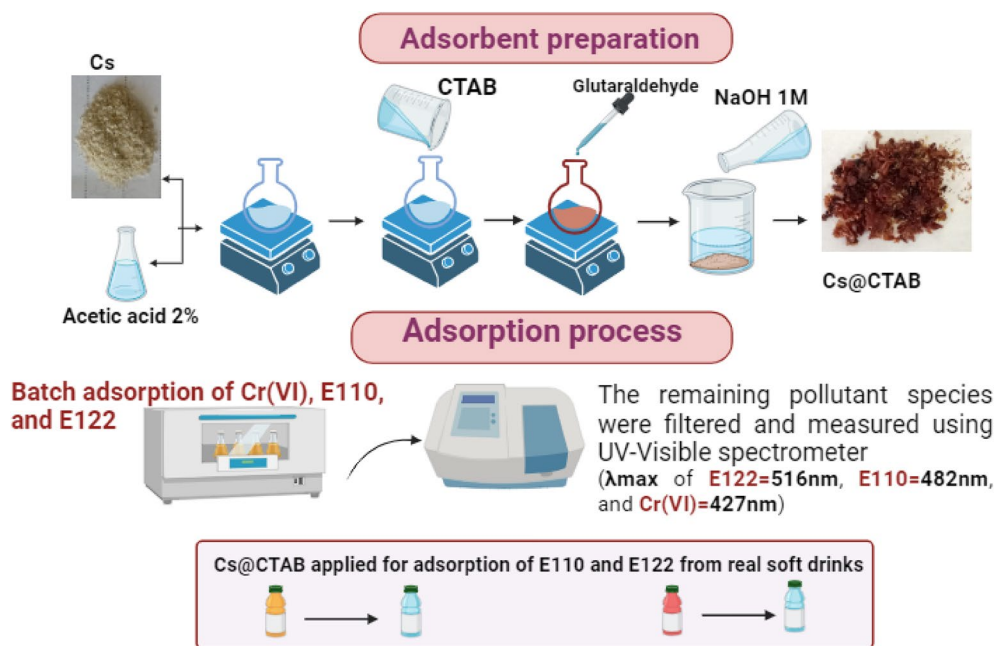 Adsorbent preparation
Cs
CTAB
Glutaraldehyde
NaOH 1M
Acetic acid 2%
Cs@CTAB
Adsorption process
Batch adsorption of Cr(VI), E110,
and E122
The remaining pollutant species
were filtered and measured using
UV-Visible spectrometer
(λmax of E122=516nm, E110=482nm,
and Cr(VI)=427nm)
Cs@CTAB applied for adsorption of E110 and E122 from real soft drinks